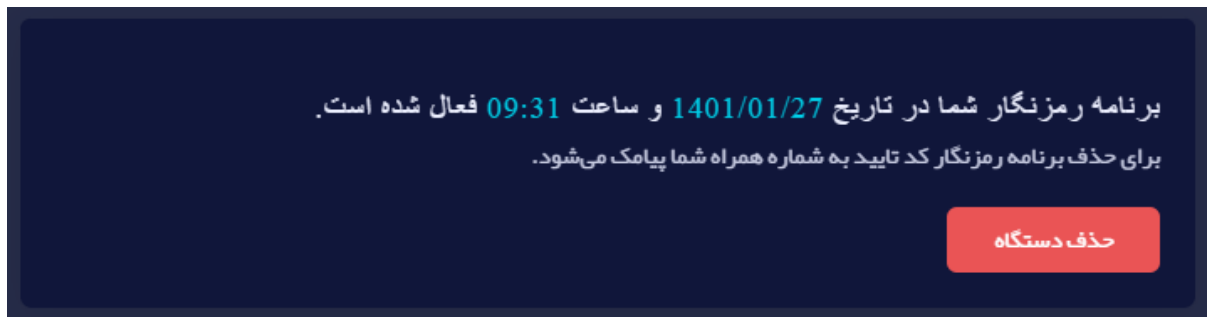 برنامه رمزنگار شما در تاریخ 1401/01/27 و ساعت 09:31 فعال شده است.
برای حذف برنامه رمزنگار کد تایید به شماره همراه شما پیامک می‌شود.
حذف دستگاه